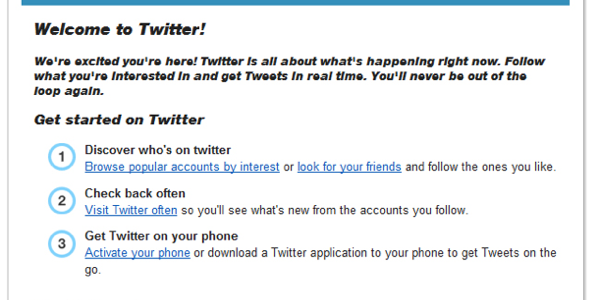 Welcome to Twitter!
We're excited you're here! Twitter is all about what's happening right now. Follow
what you're interested in and get Tweets in real time. You'll never be out of the
loop again.
Get started on Twitter
1 Discover who's on twitter
Browse popular accounts by interest or look for your friends and follow the ones you like.
2 Check back often
Visit Twitter often so you'll see what's new from the accounts you follow.
3 Get Twitter on your phone
Activate your phone or download a Twitter application to your phone to get Tweets on the
go.